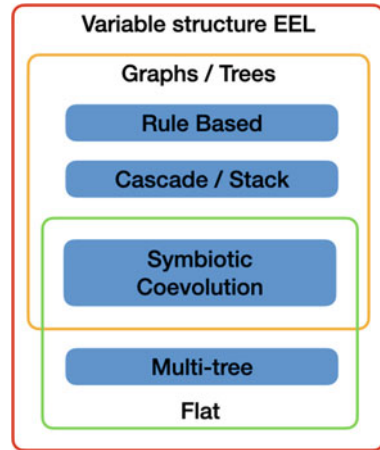 Variable structure EEL
Graphs / Trees
Rule Based
Cascade / Stack
Symbiotic
Coevolution
Multi-tree
Flat